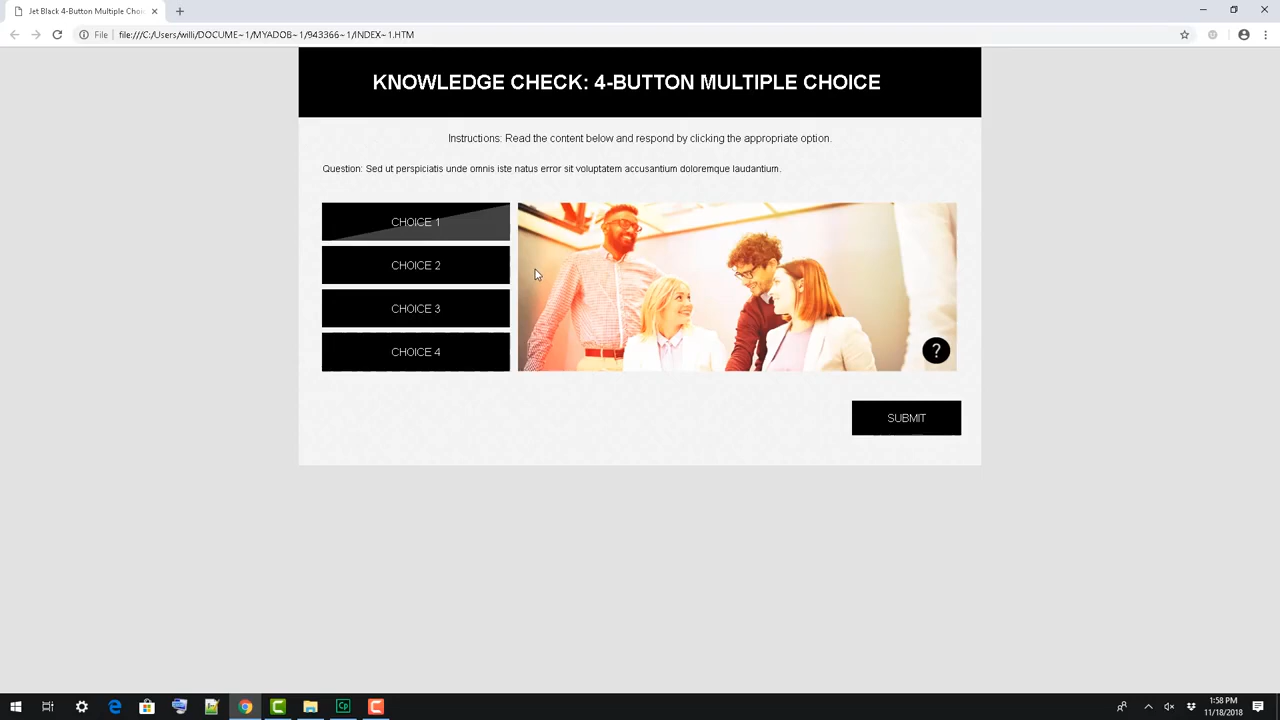 Jet Black 4-Button Multiple Choi
File
file:///C:/Users/willi/DOCUME~1/MYADOB~1/943366~1/INDEX~1.HTM
KNOWLEDGE CHECK: 4-BUTTON MULTIPLE CHOICE
Instructions: Read the content below and respond by clicking the appropriate option.
Question: Sed ut perspiciatis unde omnis iste natus error sit voluptatem accusantium doloremque laudantium.
CHOICE 1
CHOICE 2
CHOICE 3
CHOICE 4
?
SUBMIT
Cp
1:58 PM
11/18/2018